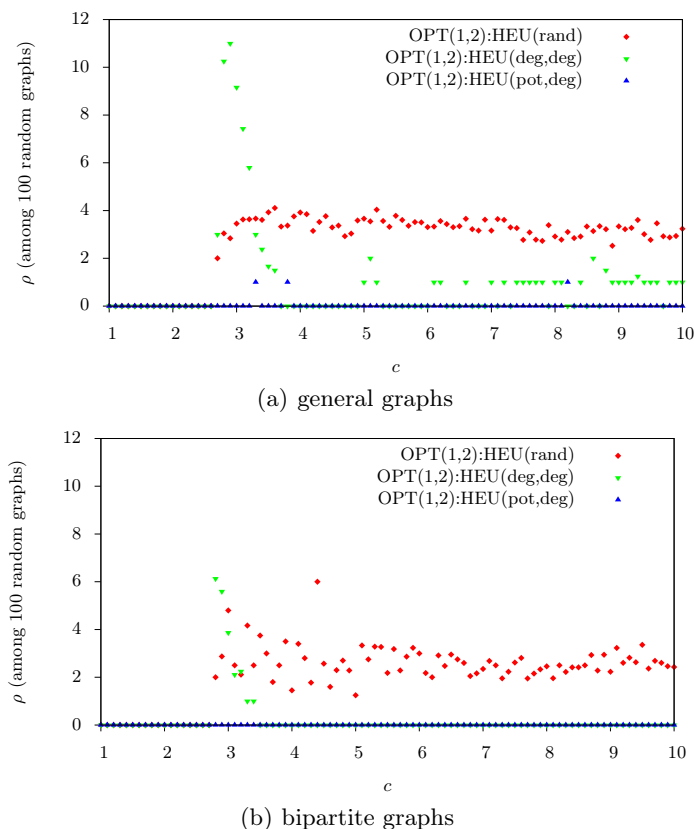 12
10
8
6
4
2
0
ρ (among 100 random graphs)
OPT(1,2):HEU(rand)
OPT(1,2):HEU(deg,deg)
OPT(1,2):HEU(pot,deg)
1 2 3 4 5 6 7 8 9 10
c
(a) general graphs
12
10
8
6
4
2
0
ρ (among 100 random graphs)
OPT(1,2):HEU(rand)
OPT(1,2):HEU(deg,deg)
OPT(1,2):HEU(pot,deg)
1 2 3 4 5 6 7 8 9 10
c
(b) bipartite graphs